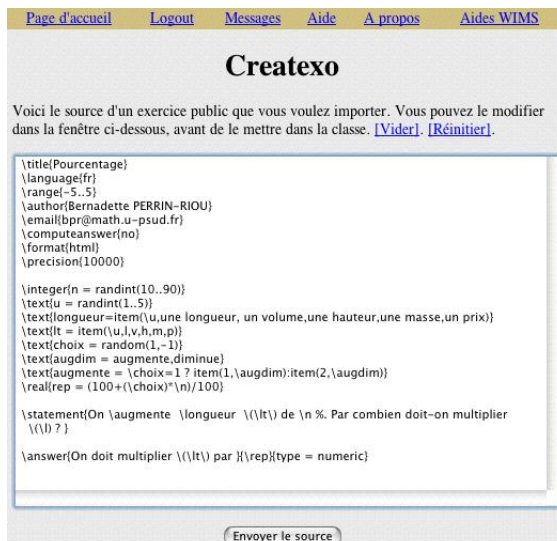 Page d'accueil Logout Messages Aide A propos Aides WIMS
Createxo
Voici le source d'un exercice public que vous voulez importer. Vous pouvez le modifier
dans la fenêtre ci-dessous, avant de le mettre dans la classe. [Vider]. [Réinitier].
\title{Pourcentage}
\language{fr}
\range{-5..5}
\author{Bernadette PERRIN-RIOU}
\email{bpr@math.u-psud.fr}
\computeanswer{no}
\format{html}
\precision{10000}
\integer{n = randint(10..90)}
\text{u = randint(1..5)}
\text{longueur=item(\u,une longueur, un volume,une hauteur,une masse,un prix)}
\text{lt = item(\u,l,v,h,m,p)}
\text{choix = random(1,-1)}
\text{augdim = augmente,diminue}
\text{augmente = \choix=1 ? item(1,\augdim):item(2,\augdim)}
\real{rep = (100+(\choix)*\n)/100}
\statement{On \augmente \longueur \(\lt\) de \n %. Par combien doit-on multiplier
\(\l) ? }
\answer{On doit multiplier \(\lt\) par }{\rep}{type = numeric}
Envoyer le source